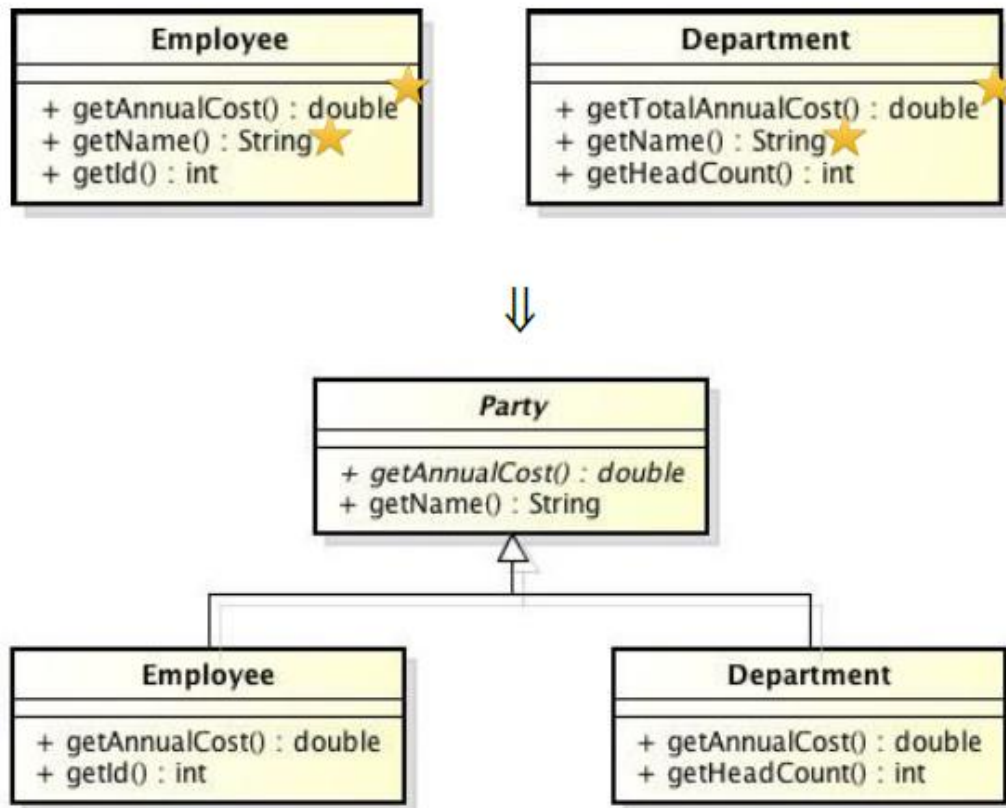 Employee
+ getAnnualCost() : double
+ getName() : String
+ getId() : int
Department
+ getTotalAnnualCost() : double
+ getName() : String
+ getHeadCount() : int
⇓
Party
+ getAnnualCost() : double
+ getName() : String
Employee
+ getAnnualCost() : double
+ getId() : int
Department
+ getAnnualCost() : double
+ getHeadCount() : int